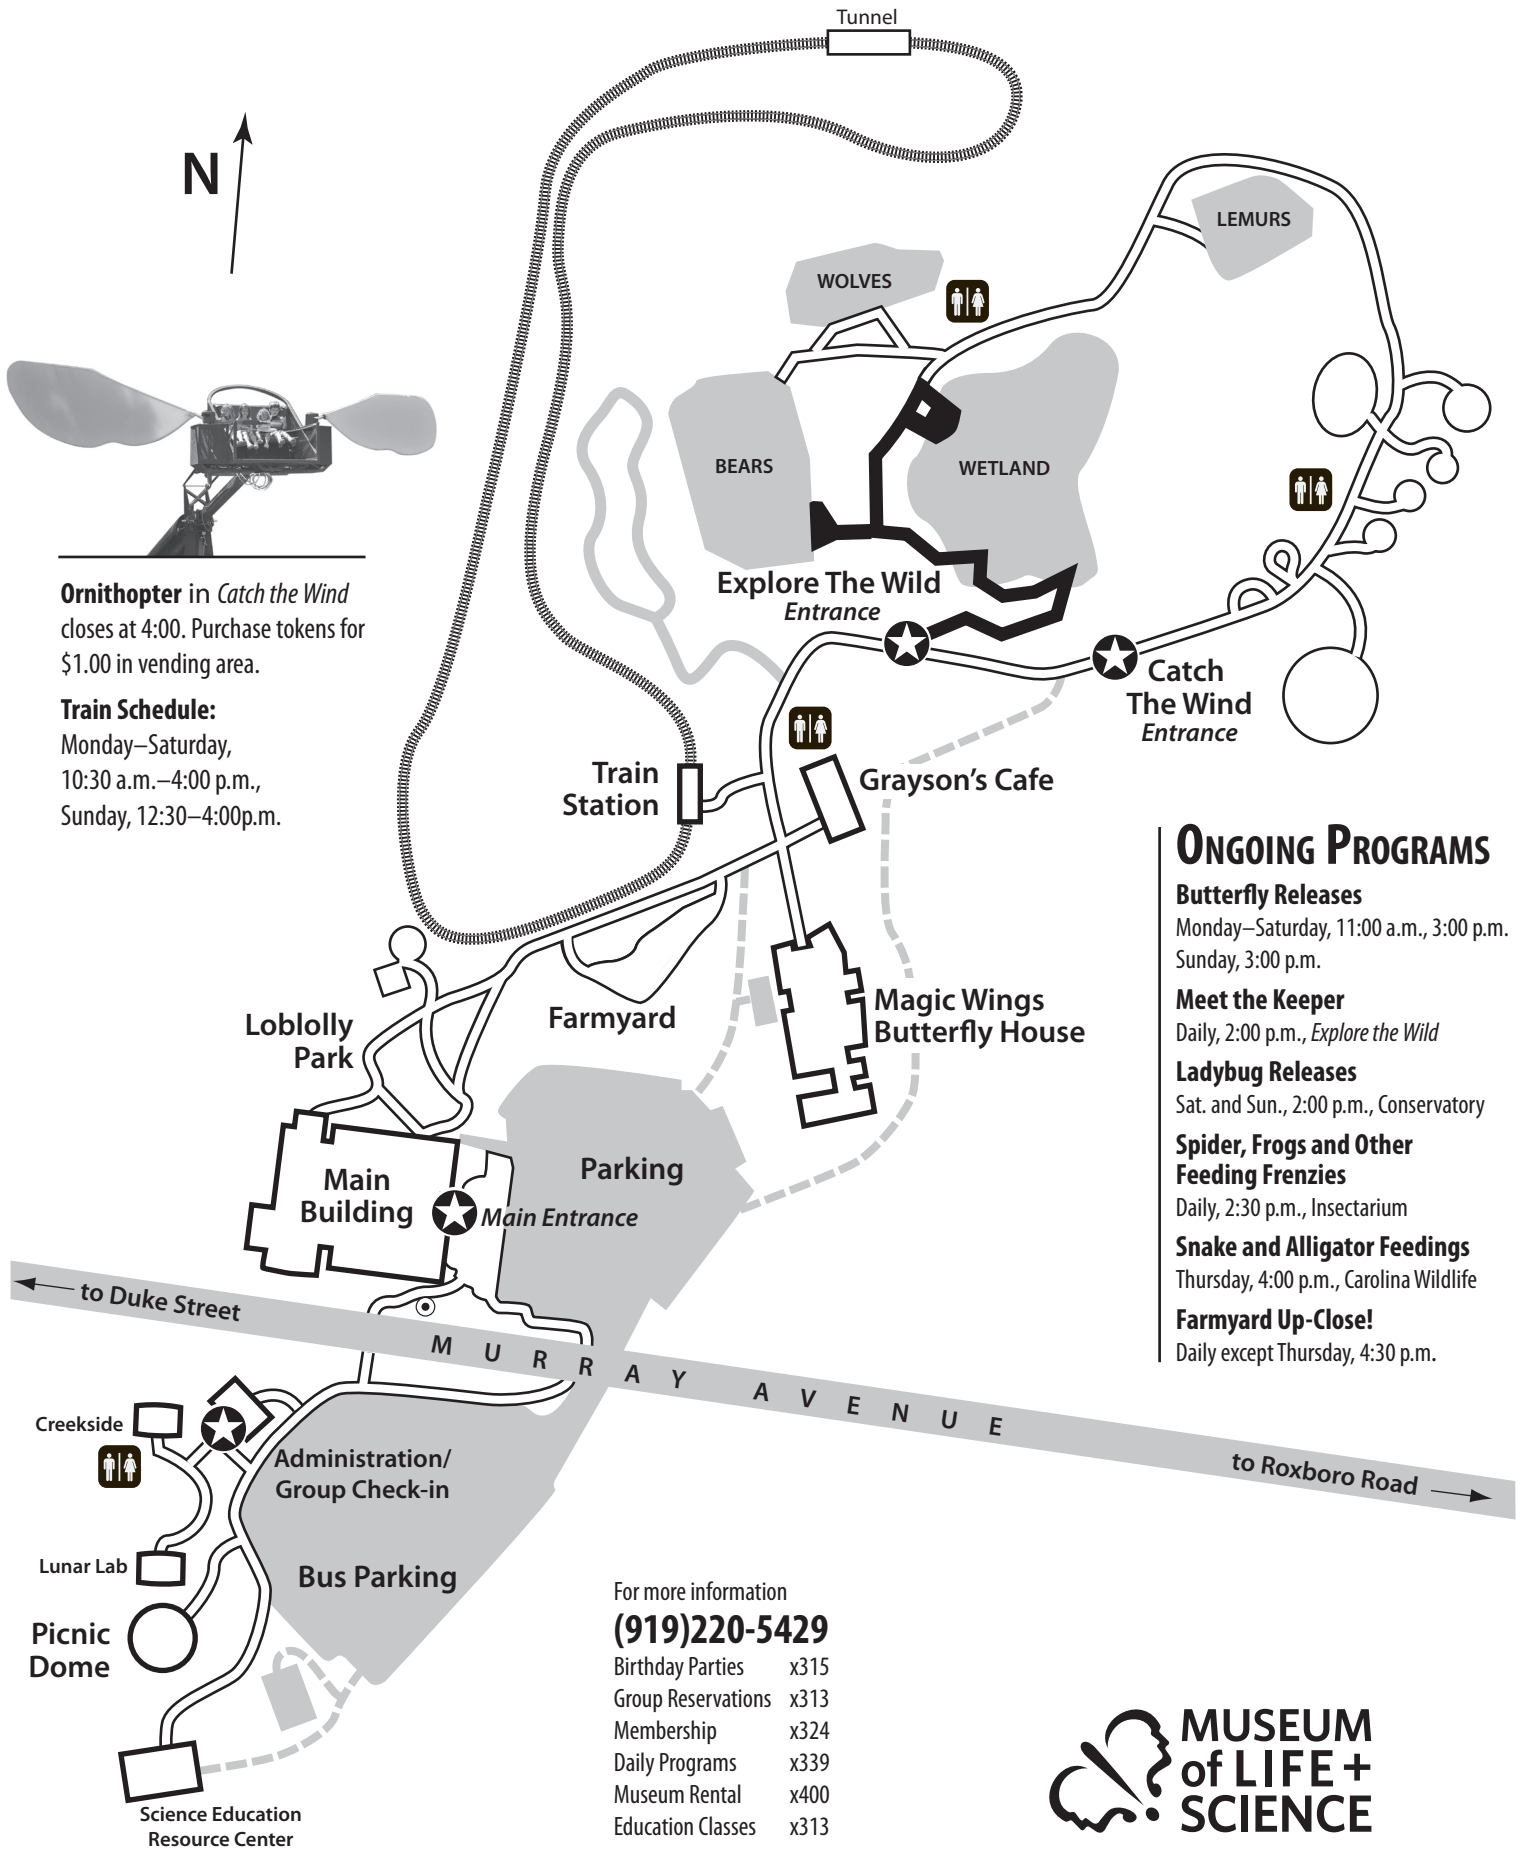 Tunnel
N
LEMURS
WOLVES
BEARS
WETLAND
Explore The Wild
Entrance
Ornithopter in Catch the Wind
closes at 4:00. Purchase tokens for
$1.00 in vending area.
Train Schedule:
Monday–Saturday,
10:30 a.m.–4:00 p.m.,
Sunday, 12:30–4:00p.m.
Catch
The Wind
Entrance
Train
Station
Grayson's Cafe
ONGOING PROGRAMS
Butterfly Releases
Monday–Saturday, 11:00 a.m., 3:00 p.m.
Sunday, 3:00 p.m.
Meet the Keeper
Daily, 2:00 p.m., Explore the Wild
Ladybug Releases
Sat. and Sun., 2:00 p.m., Conservatory
Spider, Frogs and Other
Feeding Frenzies
Daily, 2:30 p.m., Insectarium
Snake and Alligator Feedings
Thursday, 4:00 p.m., Carolina Wildlife
Farmyard Up-Close!
Daily except Thursday, 4:30 p.m.
Loblolly
Park
Farmyard
Magic Wings
Butterfly House
Main
Building
Main Entrance
Parking
to Duke Street
MURRAY AVENUE
to Roxboro Road
Creekside
Administration/
Group Check-in
Lunar Lab
Bus Parking
Picnic
Dome
Science Education
Resource Center
For more information
(919)220-5429
Birthday Parties x315
Group Reservations x313
Membership x324
Daily Programs x339
Museum Rental x400
Education Classes x313
MUSEUM
of LIFE+
SCIENCE